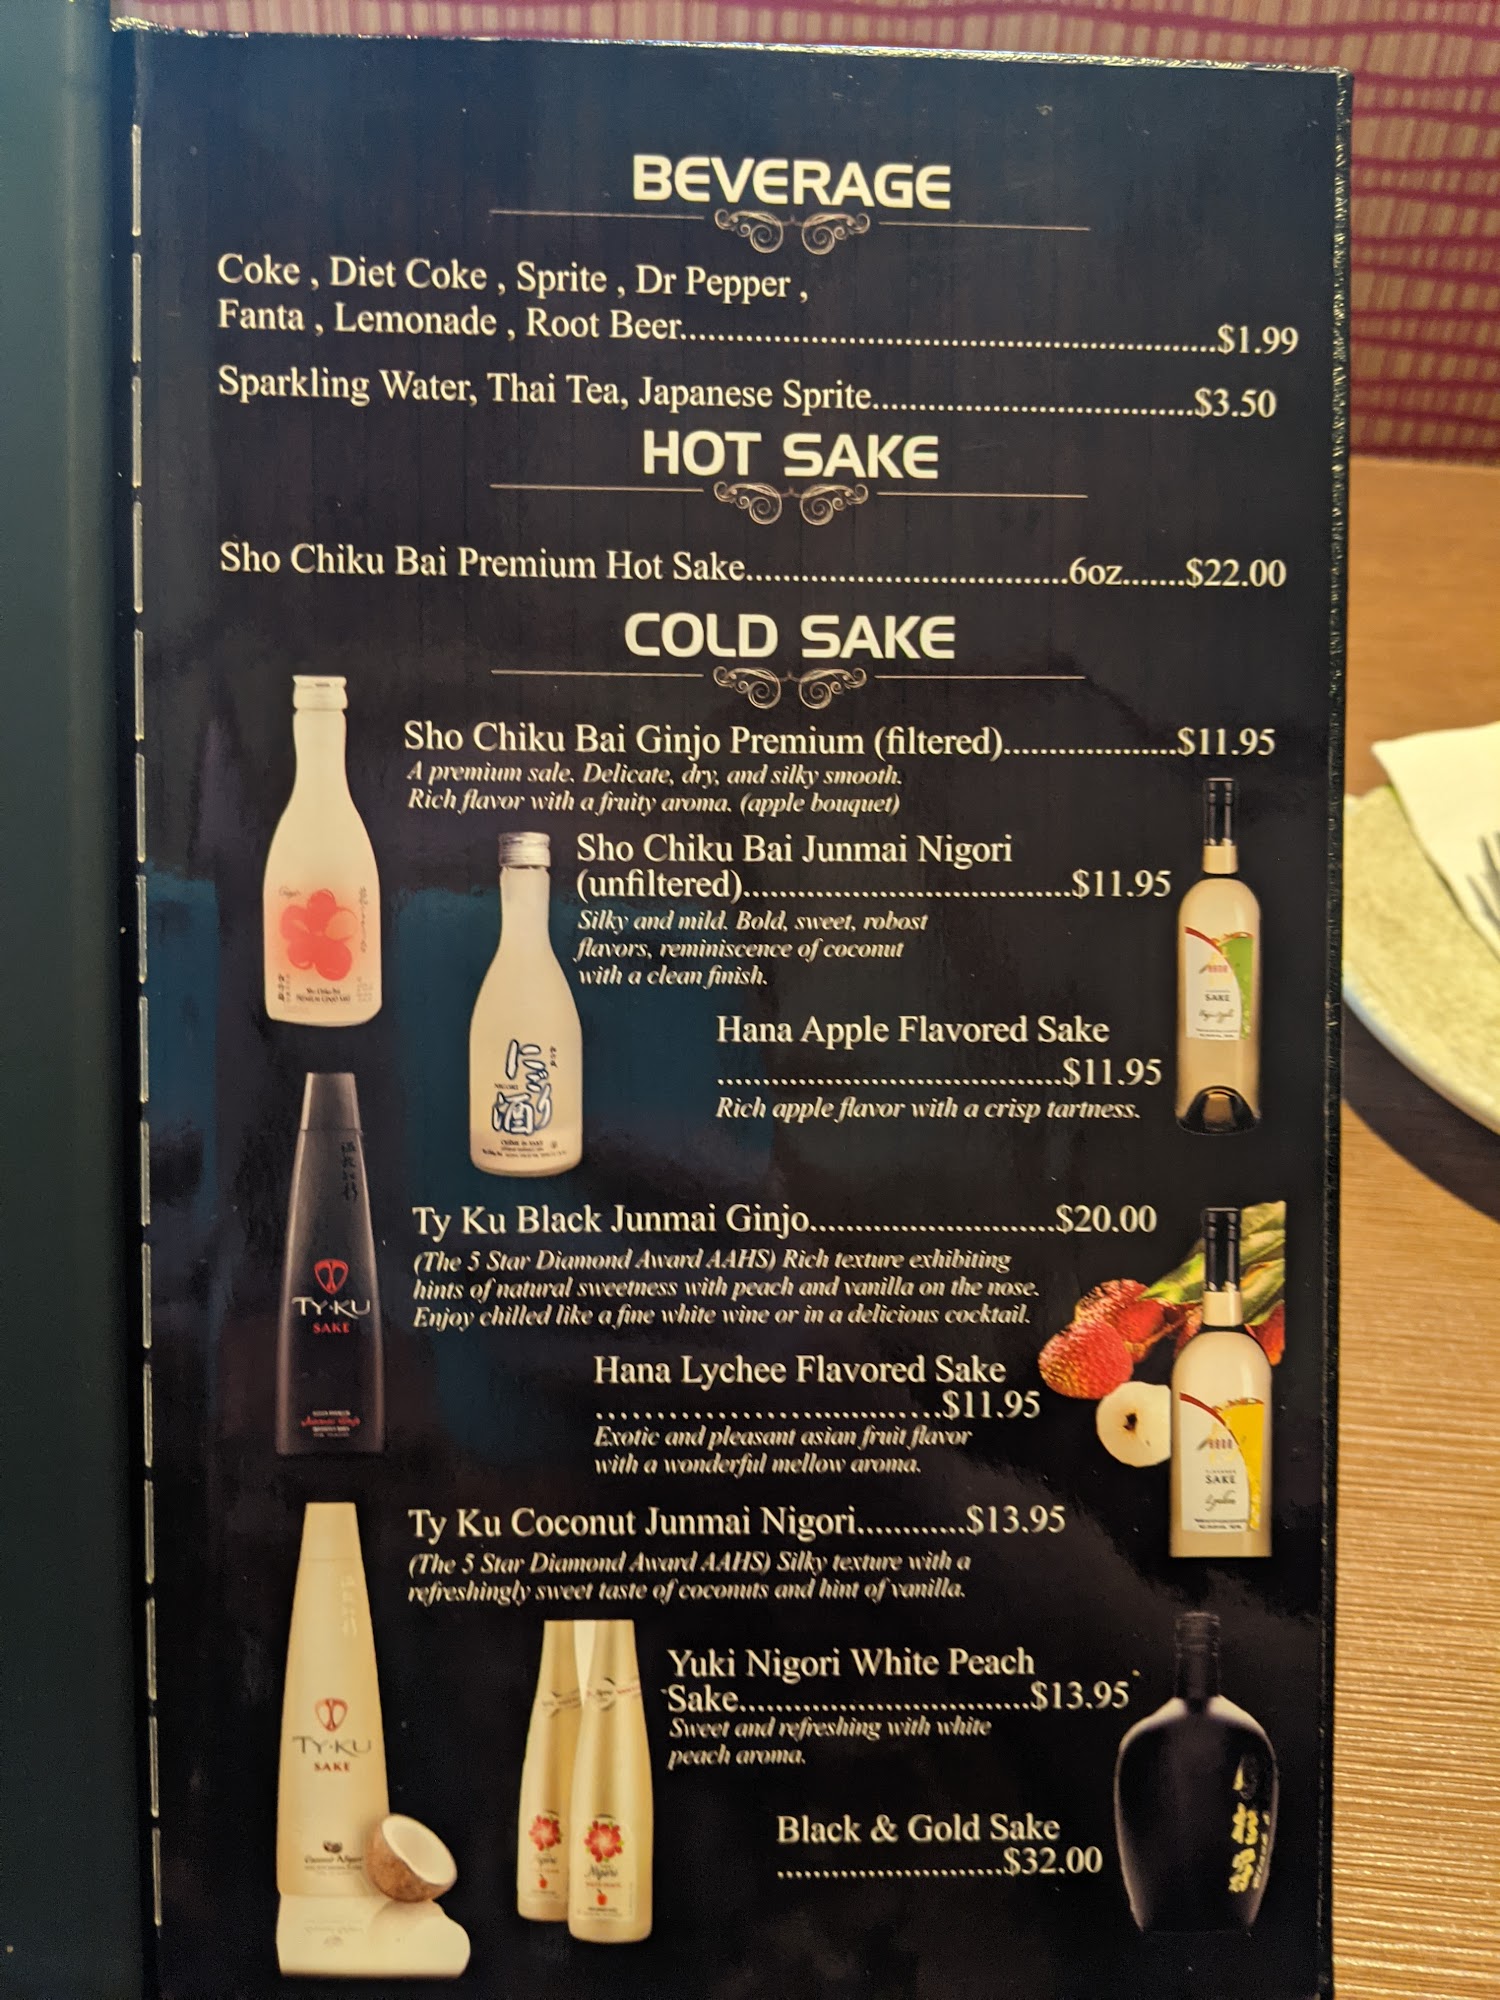 BEVERAGE
Coke , Diet Coke , Sprite , Dr Pepper ,
Fanta , Lemonade , Root Beer..........................................................$1.99
Sparkling Water, Thai Tea, Japanese Sprite...................................$3.50
HOT SAKE
Sho Chiku Bai Premium Hot Sake...................................6oz.......$22.00
COLD SAKE
Sho Chiku Bai Ginjo Premium (filtered)...................$11.95
A premium sale. Delicate, dry, and silky smooth.
Rich flavor with a fruity aroma. (apple bouquet)
Sho Chiku Bai Junmai Nigori
(unfiltered)....................................$11.95
Silky and mild. Bold, sweet, robost
flavors, reminiscence of coconut
with a clean finish.
Hana Apple Flavored Sake
......................................$11.95
Rich apple flavor with a crisp tartness.
SAKE
NIGORI
にごり
酒
Ty Ku Black Junmai Ginjo...........................$20.00
(The 5 Star Diamond Award AAHS) Rich texture exhibiting
hints of natural sweetness with peach and vanilla on the nose.
Enjoy chilled like a fine white wine or in a delicious cocktail.
TY·KU
SAKE
Hana Lychee Flavored Sake
..............................$11.95
Exotic and pleasant asian fruit flavor
with a wonderful mellow aroma.
SAKE
Ty Ku Coconut Junmai Nigori............$13.95
(The 5 Star Diamond Award AAHS) Silky texture with a
refreshingly sweet taste of coconuts and hint of vanilla.
TY·KU
SAKE
Yuki Nigori White Peach
Sake................................$13.95
Sweet and refreshing with white
peach aroma.
Nigori
Black & Gold Sake
.........................$32.00